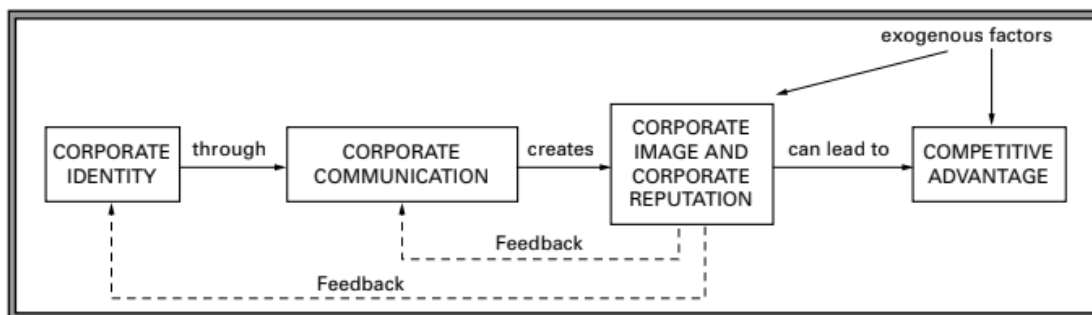 exogenous factors
CORPORATE
IDENTITY
through
CORPORATE
COMMUNICATION
creates
CORPORATE
IMAGE AND
CORPORATE
REPUTATION
can lead to
COMPETITIVE
ADVANTAGE
Feedback
Feedback